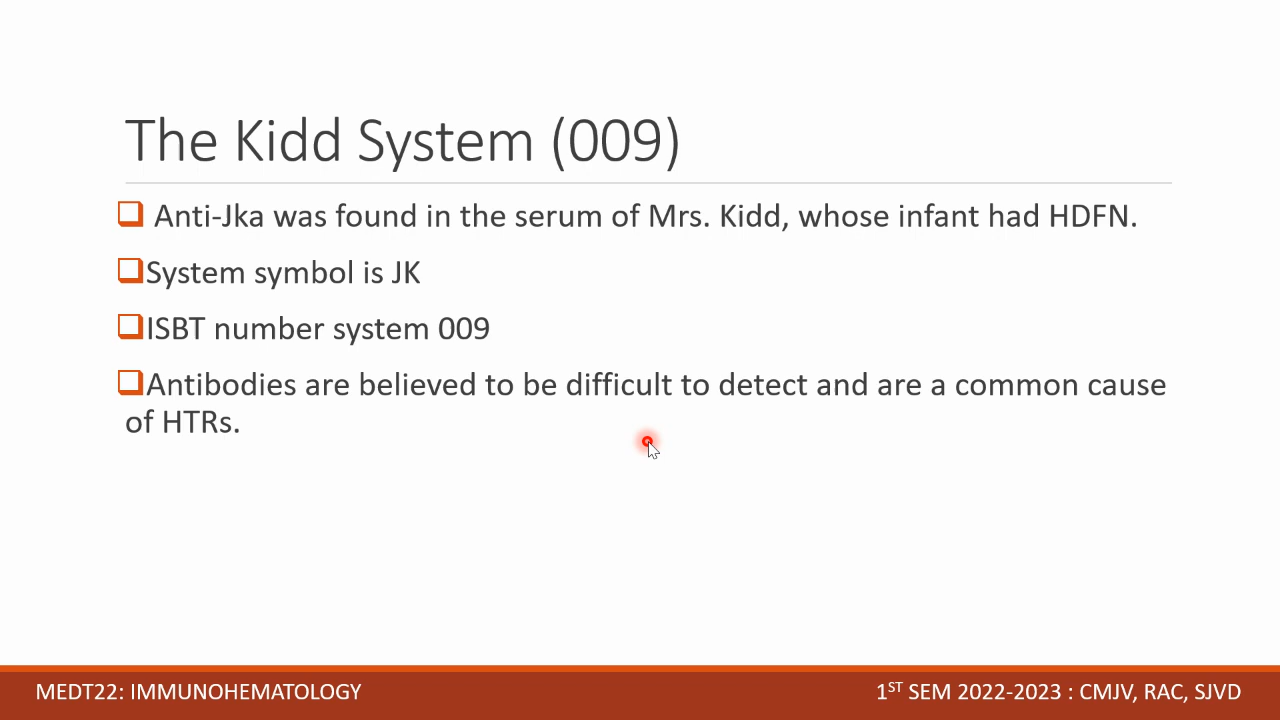 The Kidd System (009)
Anti-Jka was found in the serum of Mrs. Kidd, whose infant had HDFN.
System symbol is JK
ISBT number system 009
Antibodies are believed to be difficult to detect and are a common cause
of HTRs.
MEDT22: IMMUNOHEMATOLOGY
1ST SEM 2022-2023 : CMJV, RAC, SJVD